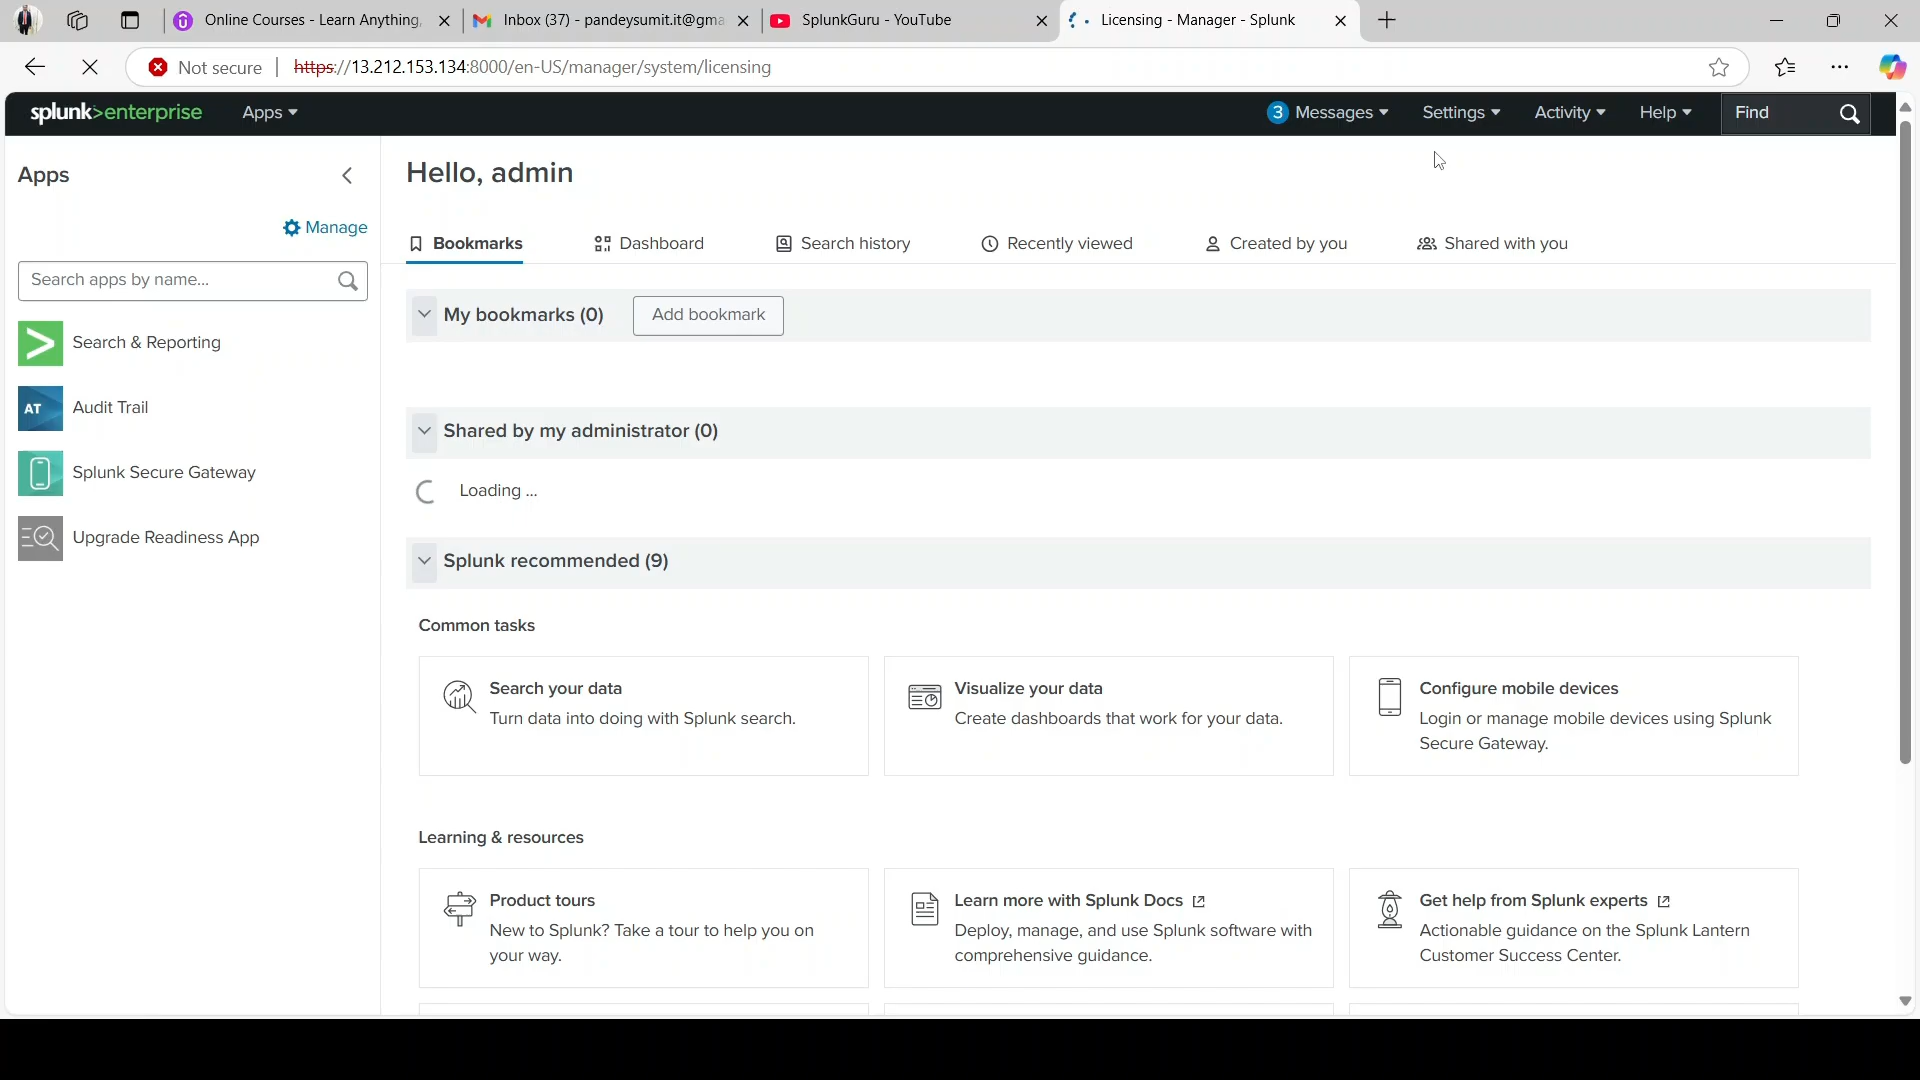 Online Courses - Learn Anything,
Inbox (37) - pandeysumit.it@gma
SplunkGuru - YouTube
Licensing - Manager - Splunk
Not secure
https://13.212.153.134:8000/en-US/manager/system/licensing
splunk>enterprise
Apps
3 Messages
Settings
Activity
Help
Find
Apps
Manage
Search apps by name...
Search & Reporting
AT Audit Trail
Splunk Secure Gateway
Upgrade Readiness App
Hello, admin
Bookmarks
Dashboard
Search history
Recently viewed
Created by you
Shared with you
My bookmarks (0)
Add bookmark
Shared by my administrator (0)
Loading ...
Splunk recommended (9)
Common tasks
Search your data
Turn data into doing with Splunk search.
Visualize your data
Create dashboards that work for your data.
Configure mobile devices
Login or manage mobile devices using Splunk
Secure Gateway.
Learning & resources
Product tours
New to Splunk? Take a tour to help you on
your way.
Learn more with Splunk Docs
Deploy, manage, and use Splunk software with
comprehensive guidance.
Get help from Splunk experts
Actionable guidance on the Splunk Lantern
Customer Success Center.